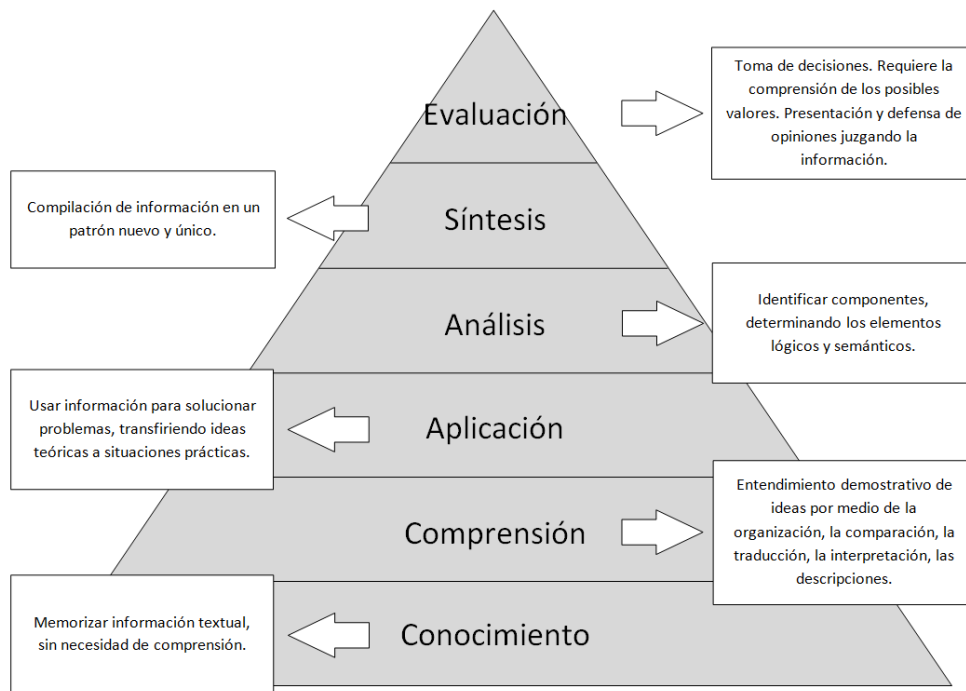 Evaluación
Toma de decisiones. Requiere la
comprensión de los posibles
valores. Presentación y defensa de
opiniones juzgando la
información.
Síntesis
Compilación de información en un
patrón nuevo y único.
Análisis
Identificar componentes,
determinando los elementos
lógicos y semánticos.
Aplicación
Usar información para solucionar
problemas, transfiriendo ideas
teóricas a situaciones prácticas.
Comprensión
Entendimiento demostrativo de
ideas por medio de la
organización, la comparación, la
traducción, la interpretación, las
descripciones.
Conocimiento
Memorizar información textual,
sin necesidad de comprensión.